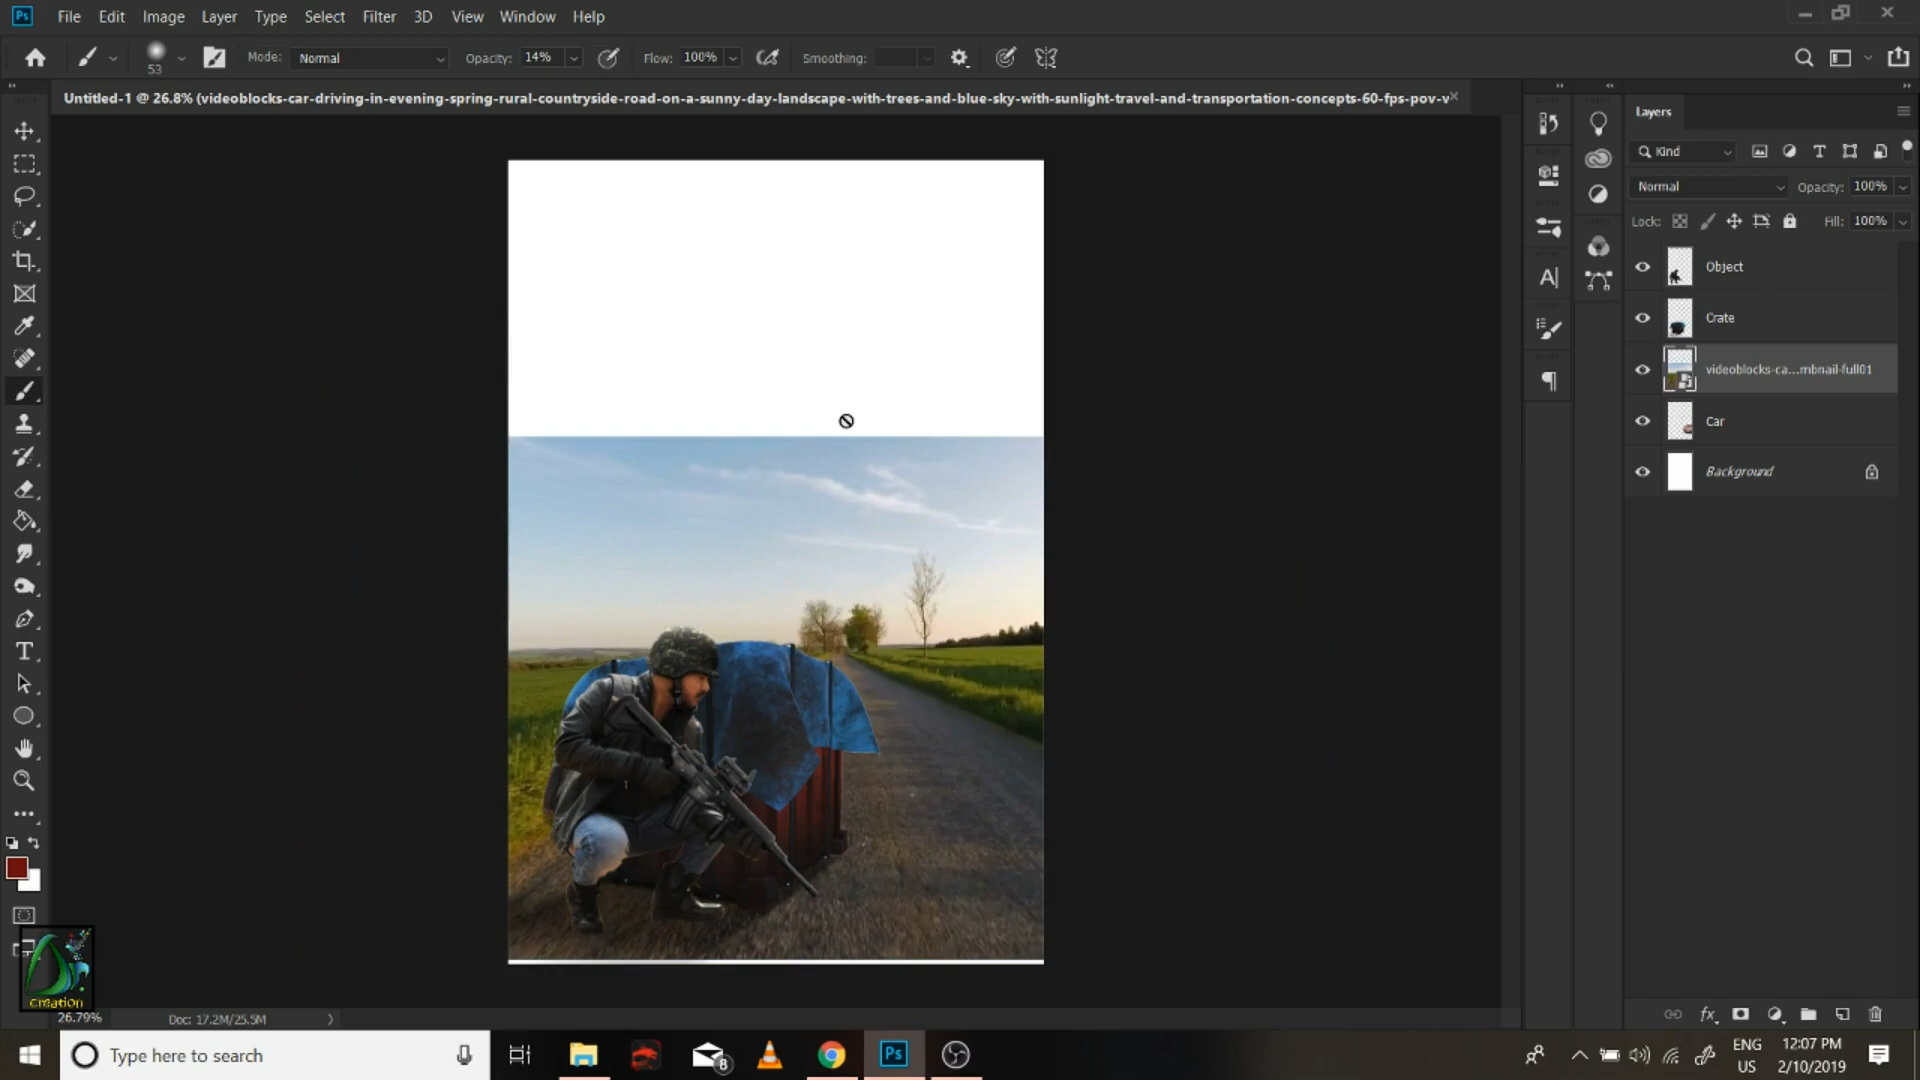 Ps File Edit Image Layer Type Select Filter 3D View Window Help
53 Mode: Normal Opacity: 14% Flow: 100% Smoothing:
Untitled-1 @ 26.8% (videoblocks-car-driving-in-evening-spring-rural-countryside-road-on-a-sunny-day-landscape-with-trees-and-blue-sky-with-sunlight-travel-and-transportation-concepts-60-fps-pov-v
Layers
Kind
Normal Opacity: 100%
Lock: Fill: 100%
Object
Crate
videoblocks-ca...mbnail-full01
Car
Background
creation
26.79% Doc: 17.2M/25.5M
Type here to search
8
Ps
ENG
US
12:07 PM
2/10/2019